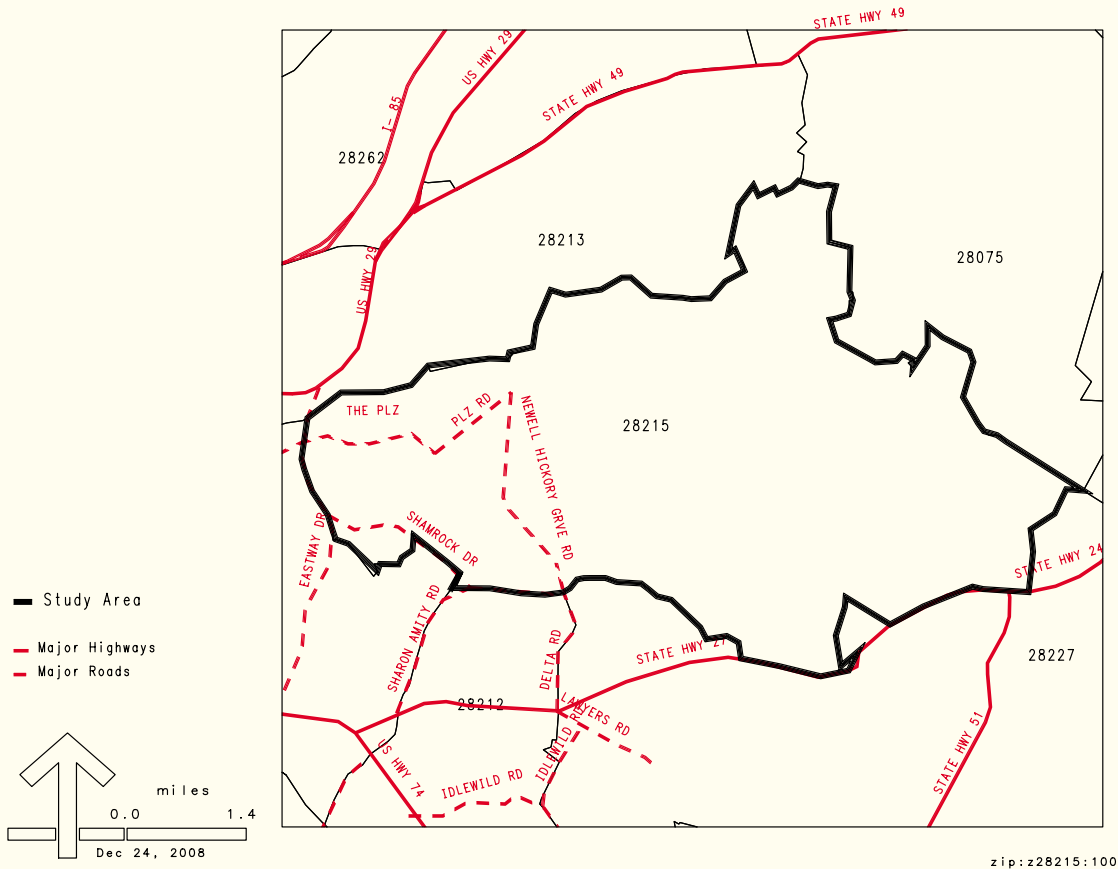 STATE HWY 49
US HWY 29
STATE HWY 49
I- 85
28262
28213
28075
US HWY 29
THE PLZ
PLZ RD
NEWELL HICKORY GRVE RD
28215
SHAMROCK DR
EASTWAY DR
STATE HWY 24
SHARON AMITY RD
DELTA RD
STATE HWY 27
28227
28212
LAWYERS RD
IDLEWILD RD
US HWY 74
IDLEWILD RD
STATE HWY 51
Study Area
Major Highways
Major Roads
miles
0.0 1.4
Dec 24, 2008
zip:z28215:100